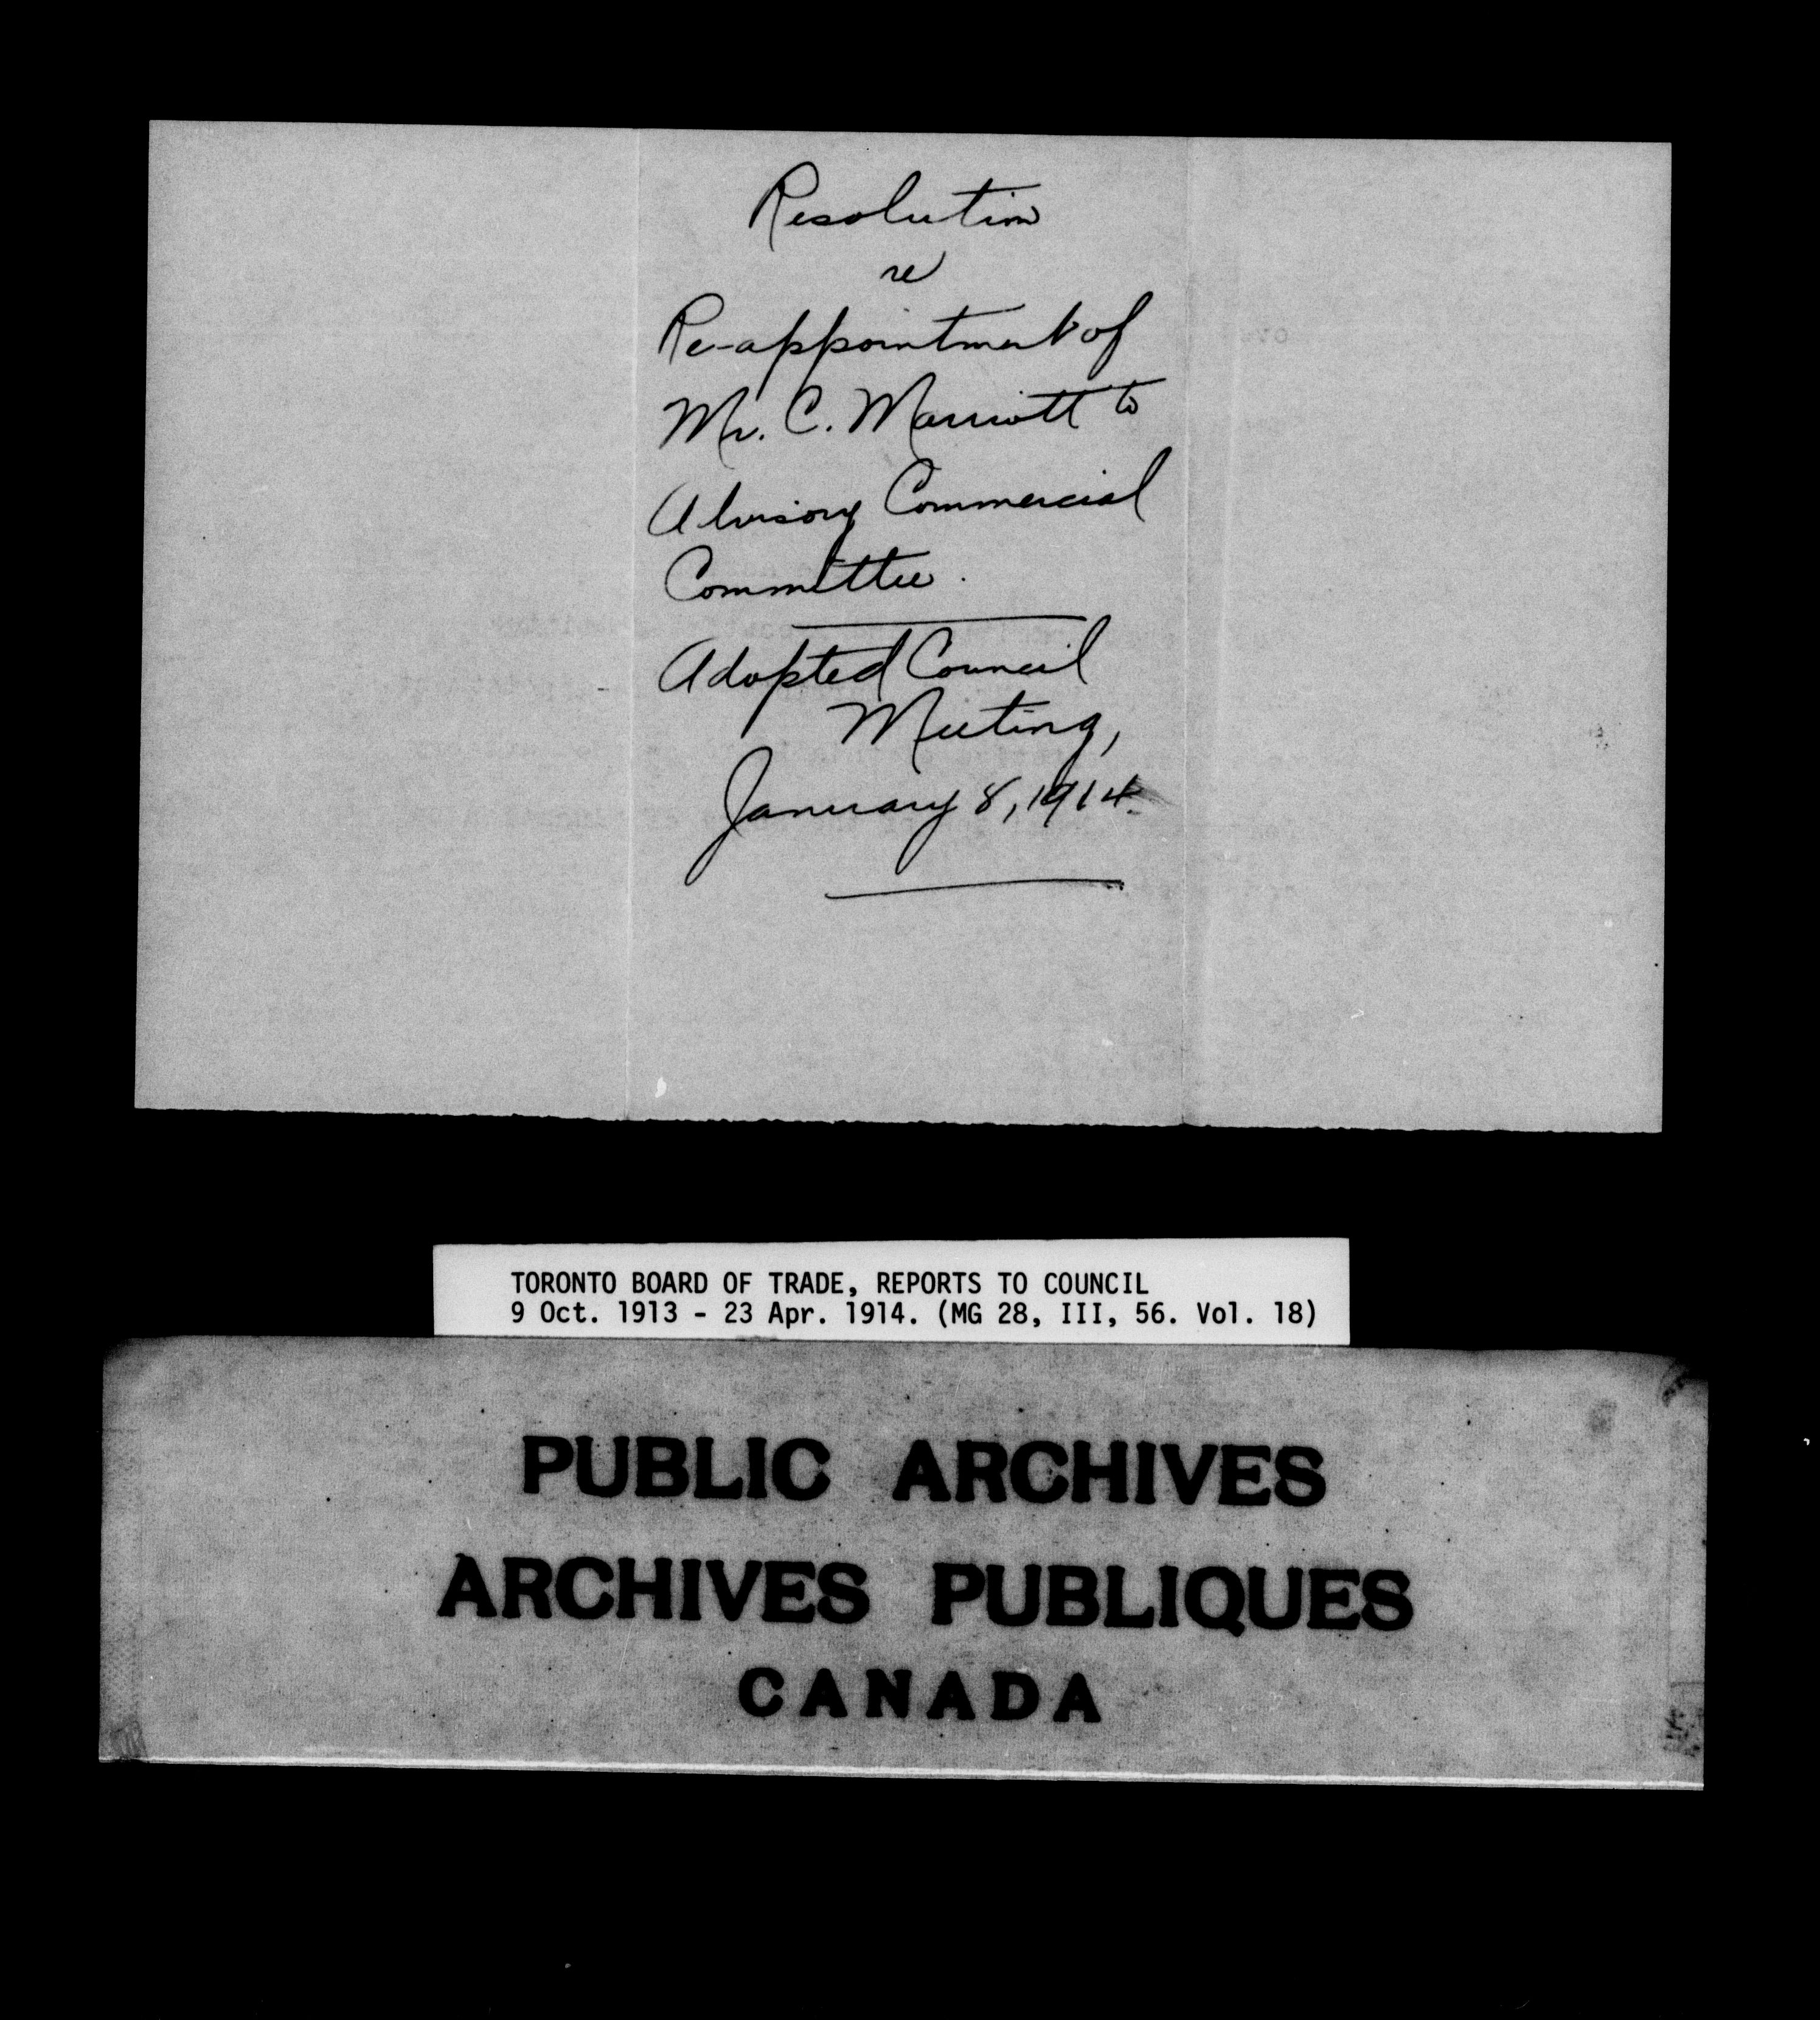 Resolution
re
Re-appointment of
Mr. C. Marriott to
Advisory Commercial
Committee.
Adopted Council
Meeting,
January 8, 1914.
TORONTO BOARD OF TRADE, REPORTS TO COUNCIL
9 Oct. 1913 - 23 Apr. 1914. (MG 28, III, 56. Vol. 18)
PUBLIC ARCHIVES
ARCHIVES PUBLIQUES
CANADA